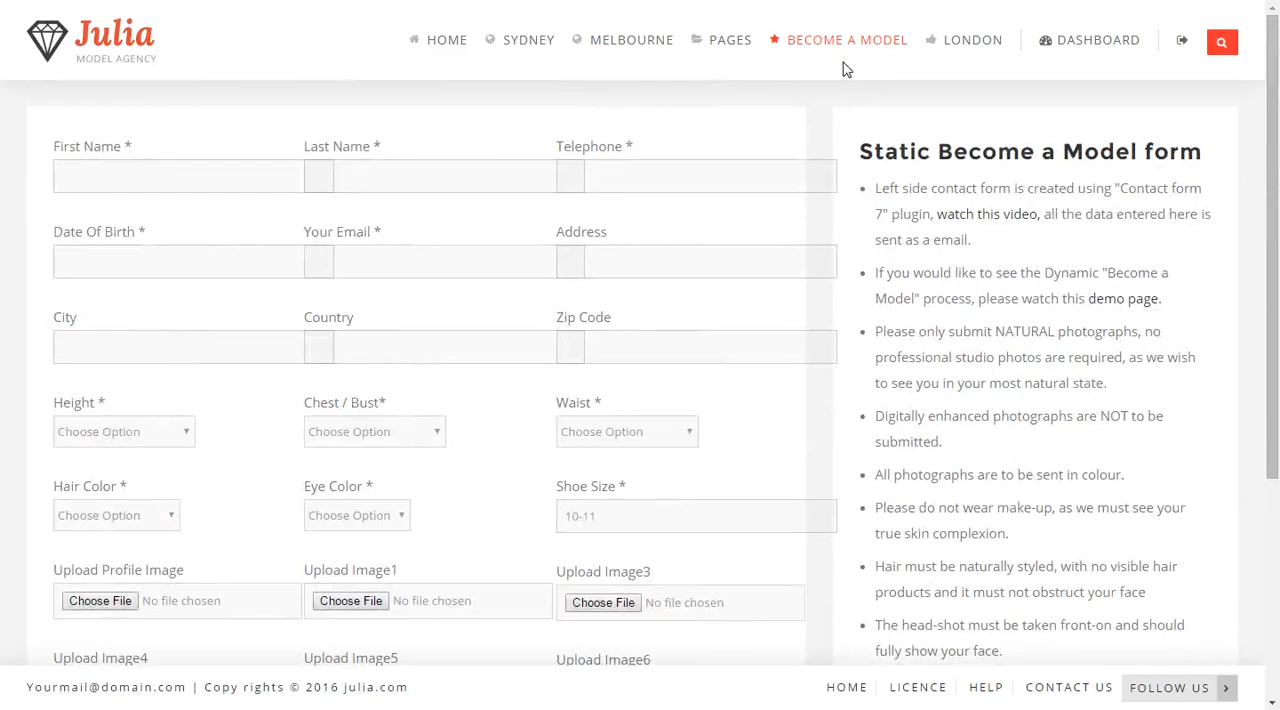 Julia
MODEL AGENCY
HOME
SYDNEY
MELBOURNE
PAGES
BECOME A MODEL
LONDON
DASHBOARD
First Name *
Last Name *
Telephone *
Date Of Birth *
Your Email *
Address
City
Country
Zip Code
Height *
Chest / Bust*
Waist *
Choose Option
Choose Option
Choose Option
Hair Color *
Eye Color *
Shoe Size *
Choose Option
Choose Option
10-11
Upload Profile Image
Upload Image1
Upload Image3
Choose File No file chosen
Choose File No file chosen
Choose File No file chosen
Upload Image4
Upload Image5
Upload Image6
Static Become a Model form
Left side contact form is created using "Contact form
7" plugin, watch this video, all the data entered here is
sent as a email.
If you would like to see the Dynamic "Become a
Model" process, please watch this demo page.
Please only submit NATURAL photographs, no
professional studio photos are required, as we wish
to see you in your most natural state.
Digitally enhanced photographs are NOT to be
submitted.
All photographs are to be sent in colour.
Please do not wear make-up, as we must see your
true skin complexion.
Hair must be naturally styled, with no visible hair
products and it must not obstruct your face
The head-shot must be taken front-on and should
fully show your face.
Yourmail@domain.com | Copy rights © 2016 julia.com
HOME
LICENCE
HELP
CONTACT US
FOLLOW US